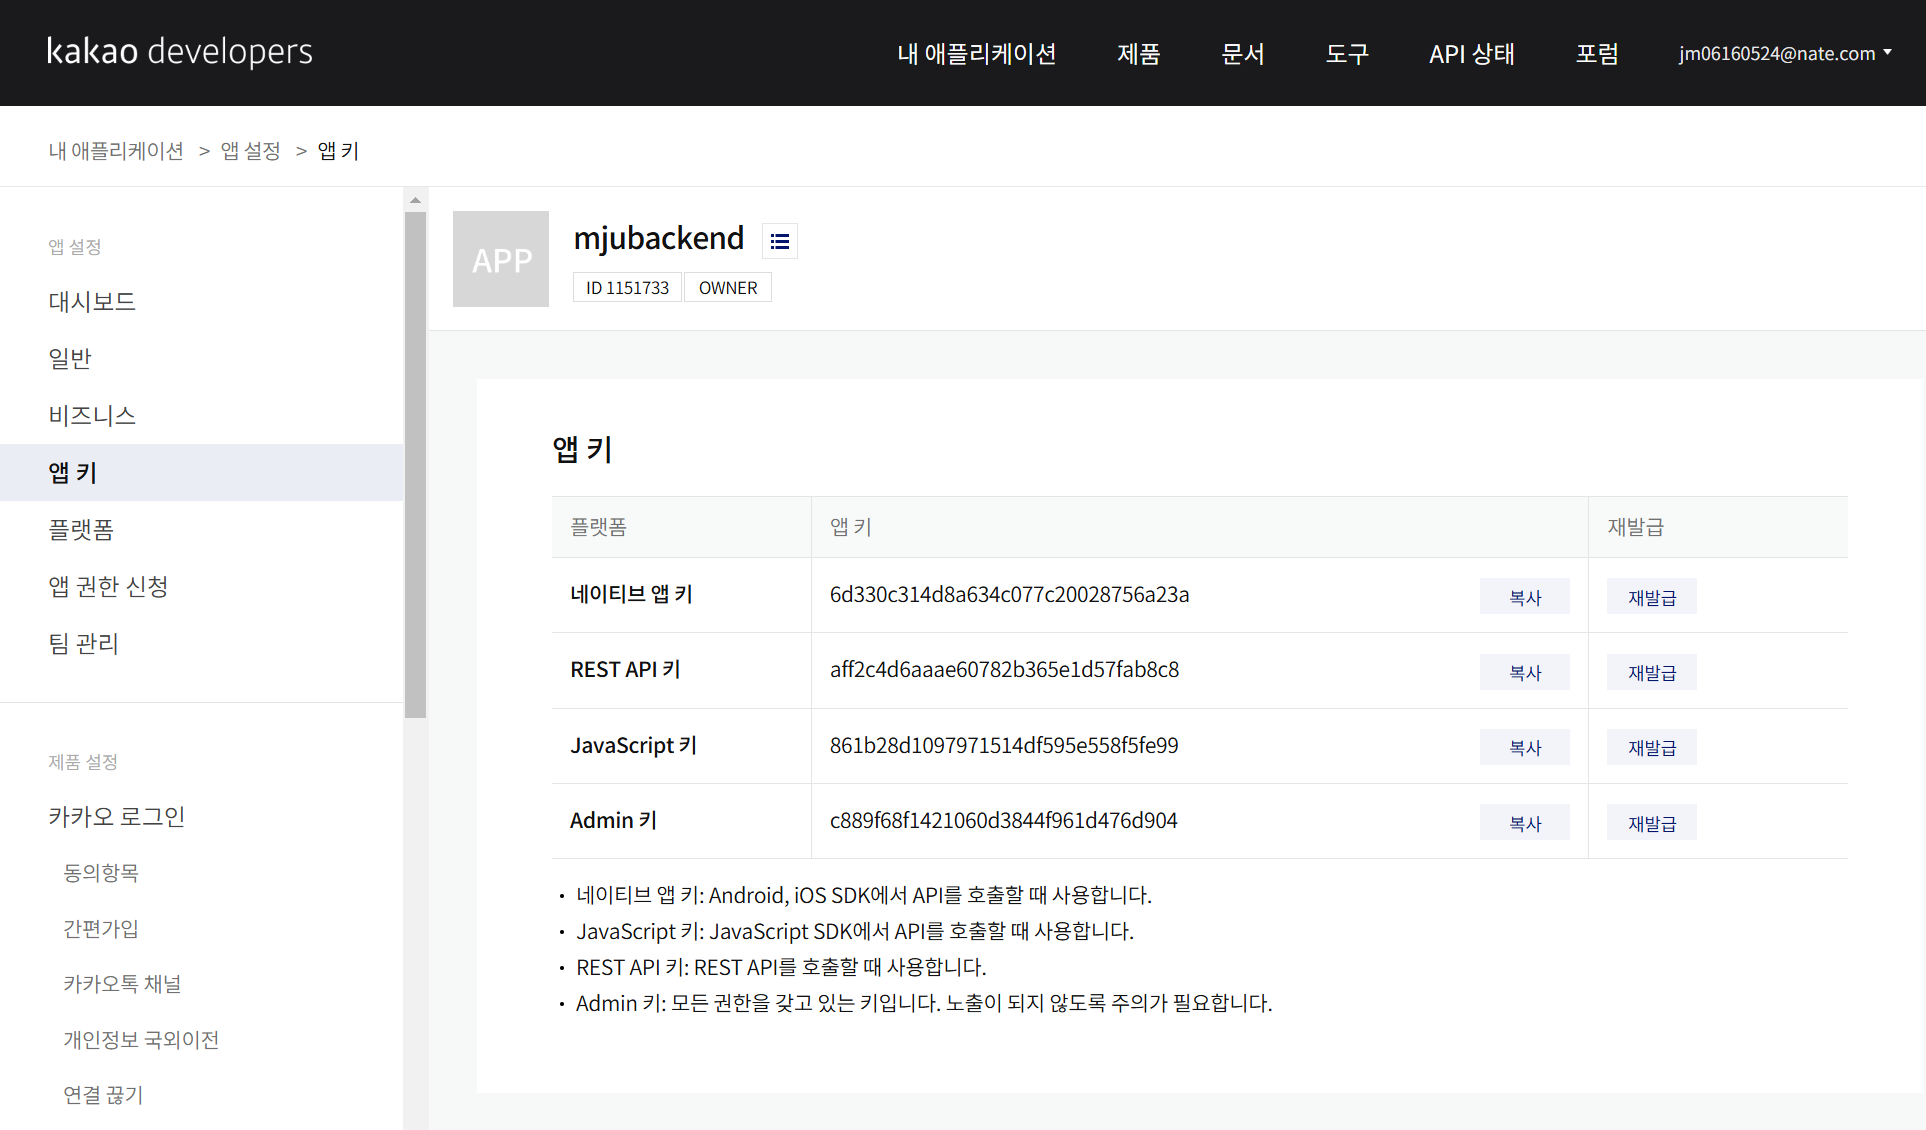 kakao developers
내 애플리케이션 제품 문서 도구 API 상태 포럼 jm06160524@nate.com
내 애플리케이션 > 앱 설정 > 앱 키
앱 설정
대시보드
일반
비즈니스
앱 키
플랫폼
앱 권한 신청
팀 관리
제품 설정
카카오 로그인
동의항목
간편가입
카카오톡 채널
개인정보 국외이전
연결 끊기
APP
mjubackend
ID 1151733 OWNER
앱 키
플랫폼 앱 키 재발급
네이티브 앱 키 6d330c314d8a634c077c20028756a23a 복사 재발급
REST API 키 aff2c4d6aaae60782b365e1d57fab8c8 복사 재발급
JavaScript 키 861b28d1097971514df595e558f5fe99 복사 재발급
Admin 키 c889f68f1421060d3844f961d476d904 복사 재발급
• 네이티브 앱 키: Android, iOS SDK에서 API를 호출할 때 사용합니다.
• JavaScript 키: JavaScript SDK에서 API를 호출할 때 사용합니다.
• REST API 키: REST API를 호출할 때 사용합니다.
• Admin 키: 모든 권한을 갖고 있는 키입니다. 노출이 되지 않도록 주의가 필요합니다.